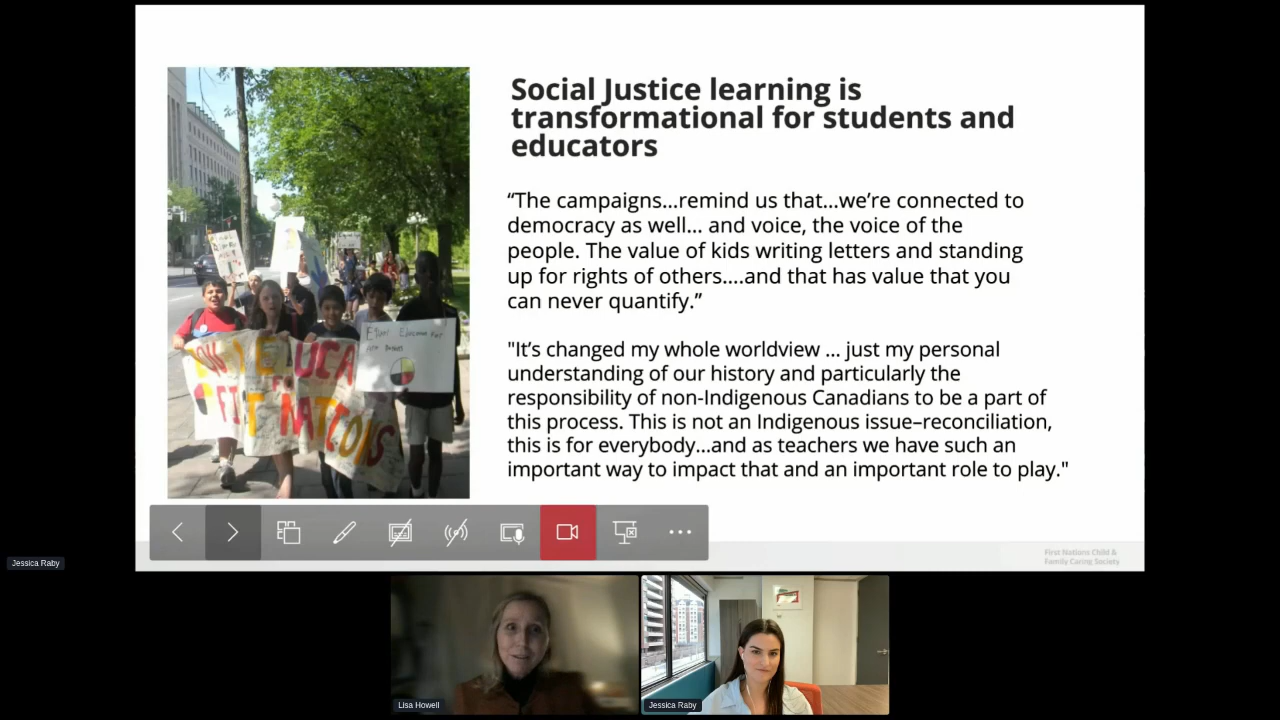 Social Justice learning is
transformational for students and
educators
“The campaigns...remind us that...we’re connected to
democracy as well... and voice, the voice of the
people. The value of kids writing letters and standing
up for rights of others....and that has value that you
can never quantify.”
"It’s changed my whole worldview ... just my personal
understanding of our history and particularly the
responsibility of non-Indigenous Canadians to be a part of
this process. This is not an Indigenous issue–reconciliation,
this is for everybody...and as teachers we have such an
important way to impact that and an important role to play."
Equal Education For
EDUCA
FIRST NATIONS
First Nations Child &
Family Caring Society
Jessica Raby
Lisa Howell
Jessica Raby